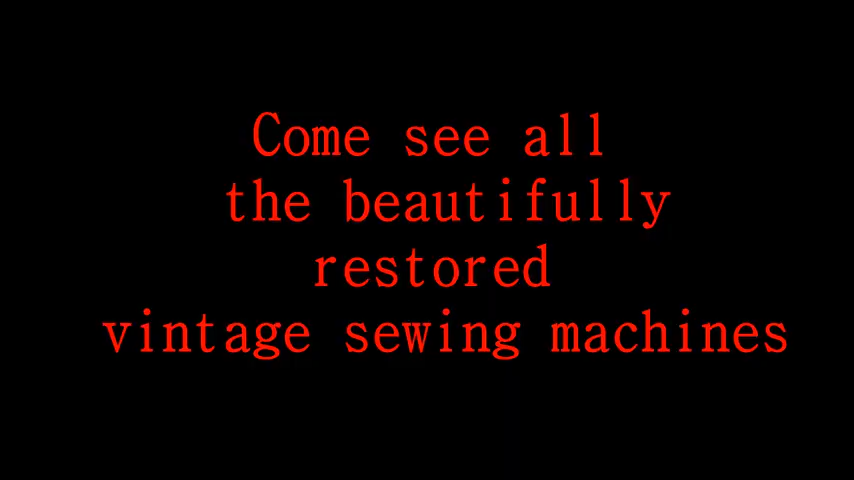 Come see all
the beautifully
restored
vintage sewing machines